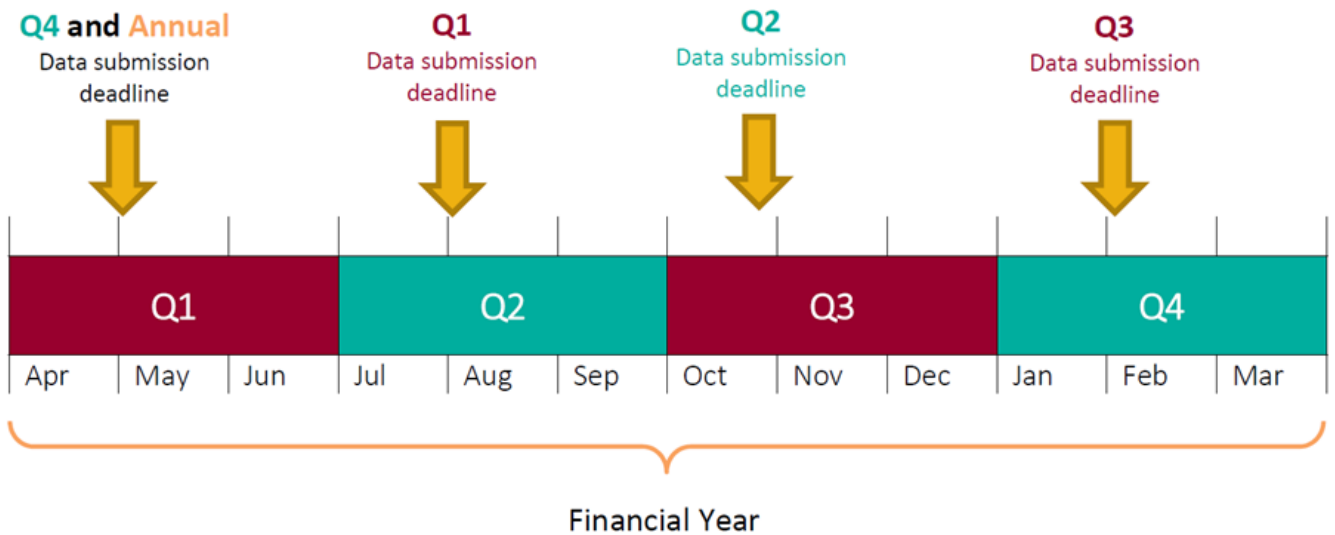 Q4 and Annual
Data submission
deadline
Q1
Data submission
deadline
Q2
Data submission
deadline
Q3
Data submission
deadline
Q1
Q2
Q3
Q4
Apr
May
Jun
Jul
Aug
Sep
Oct
Nov
Dec
Jan
Feb
Mar
Financial Year